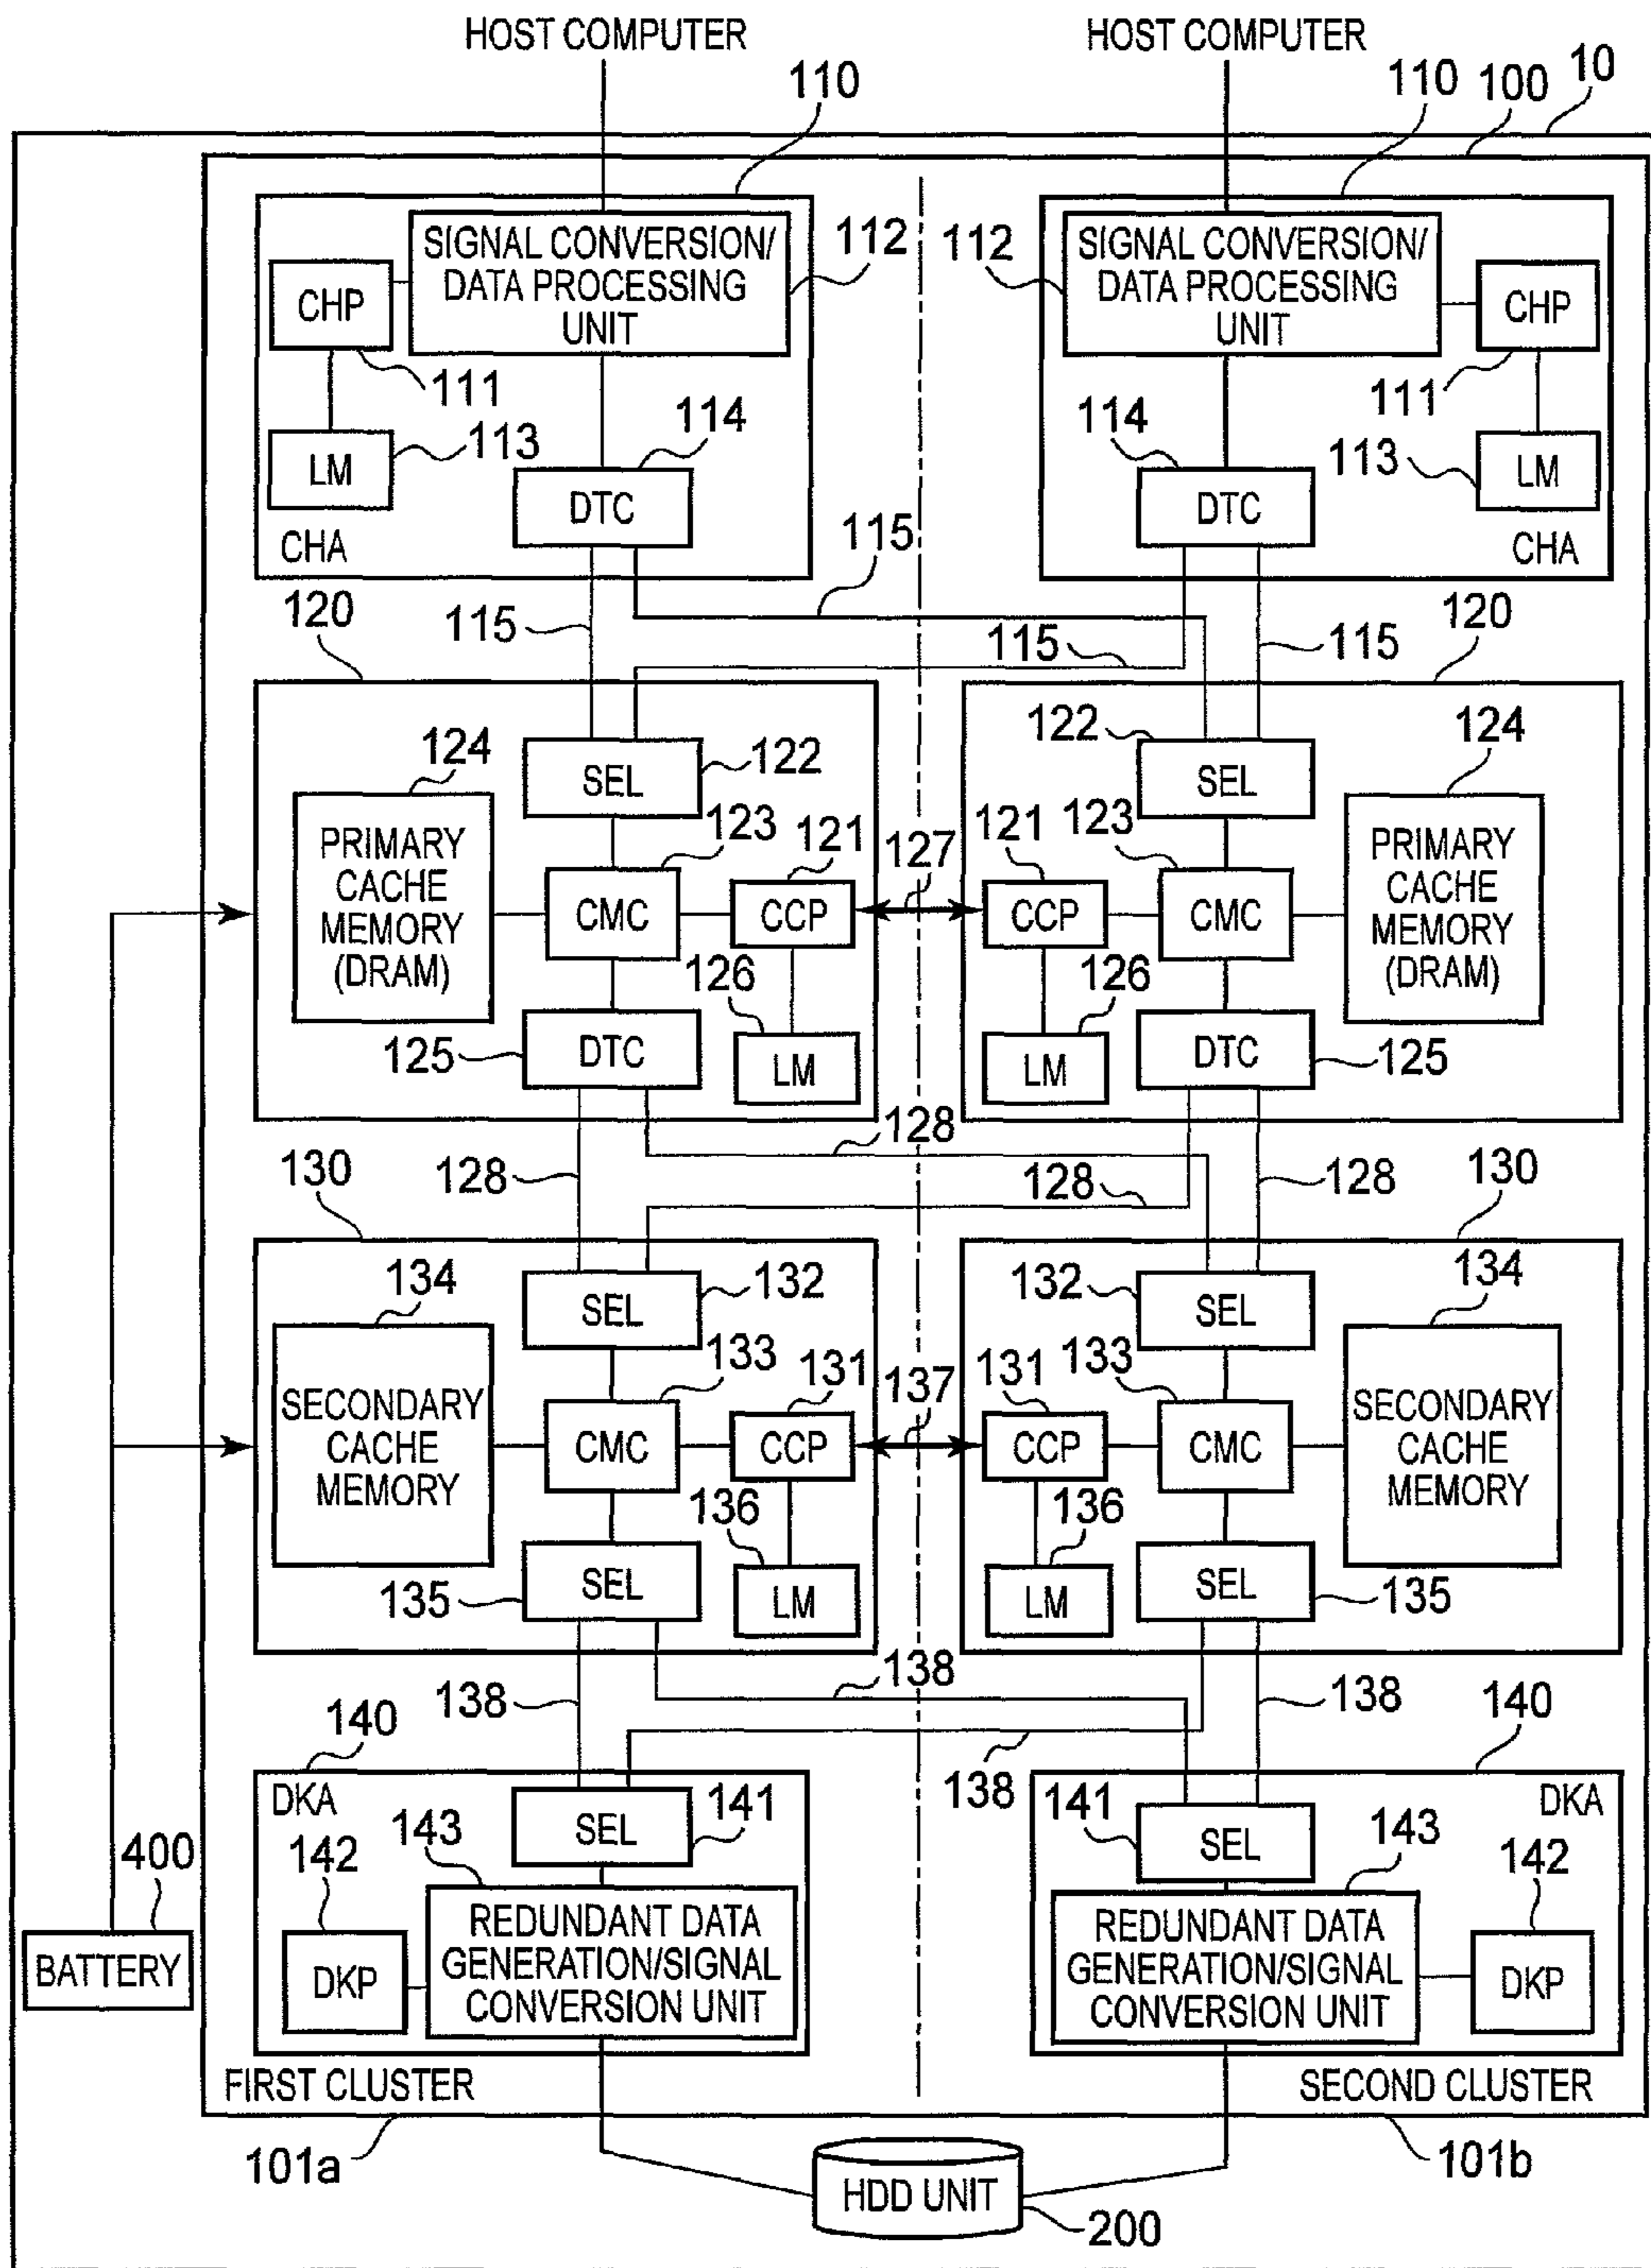 HOST COMPUTER
HOST COMPUTER
110
110
100
10
SIGNAL CONVERSION/
DATA PROCESSING
UNIT
112
CHP
111
LM
113
114
DTC
CHA
112
SIGNAL CONVERSION/
DATA PROCESSING
UNIT
CHP
111
114
113
LM
DTC
CHA
115
115
115
115
120
120
124
SEL
122
123
121
PRIMARY
CACHE
MEMORY
(DRAM)
CMC
CCP
126
125
DTC
LM
127
122
SEL
124
121
123
CCP
CMC
PRIMARY
CACHE
MEMORY
(DRAM)
126
LM
DTC
125
128
128
128
128
130
130
134
SEL
132
133
131
SECONDARY
CACHE
MEMORY
CMC
CCP
136
135
SEL
LM
137
132
SEL
134
131
133
CCP
CMC
SECONDARY
CACHE
MEMORY
136
LM
SEL
135
138
138
138
138
140
140
DKA
SEL
141
143
142
DKP
REDUNDANT DATA
GENERATION/SIGNAL
CONVERSION UNIT
141
SEL
DKA
143
142
REDUNDANT DATA
GENERATION/SIGNAL
CONVERSION UNIT
DKP
400
BATTERY
FIRST CLUSTER
SECOND CLUSTER
101a
101b
HDD UNIT
200